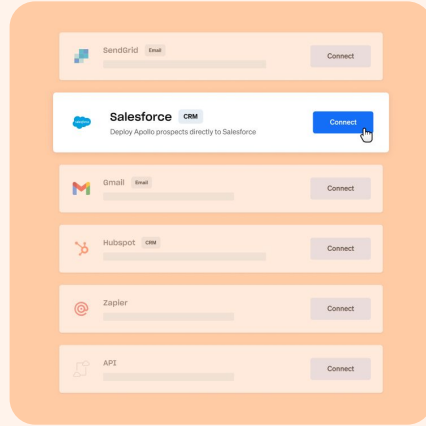 SendGrid Email
Connect
Salesforce CRM
Deploy Apollo prospects directly to Salesforce
Connect
Gmail Email
Connect
Hubspot CRM
Connect
Zapier
Connect
API
Connect